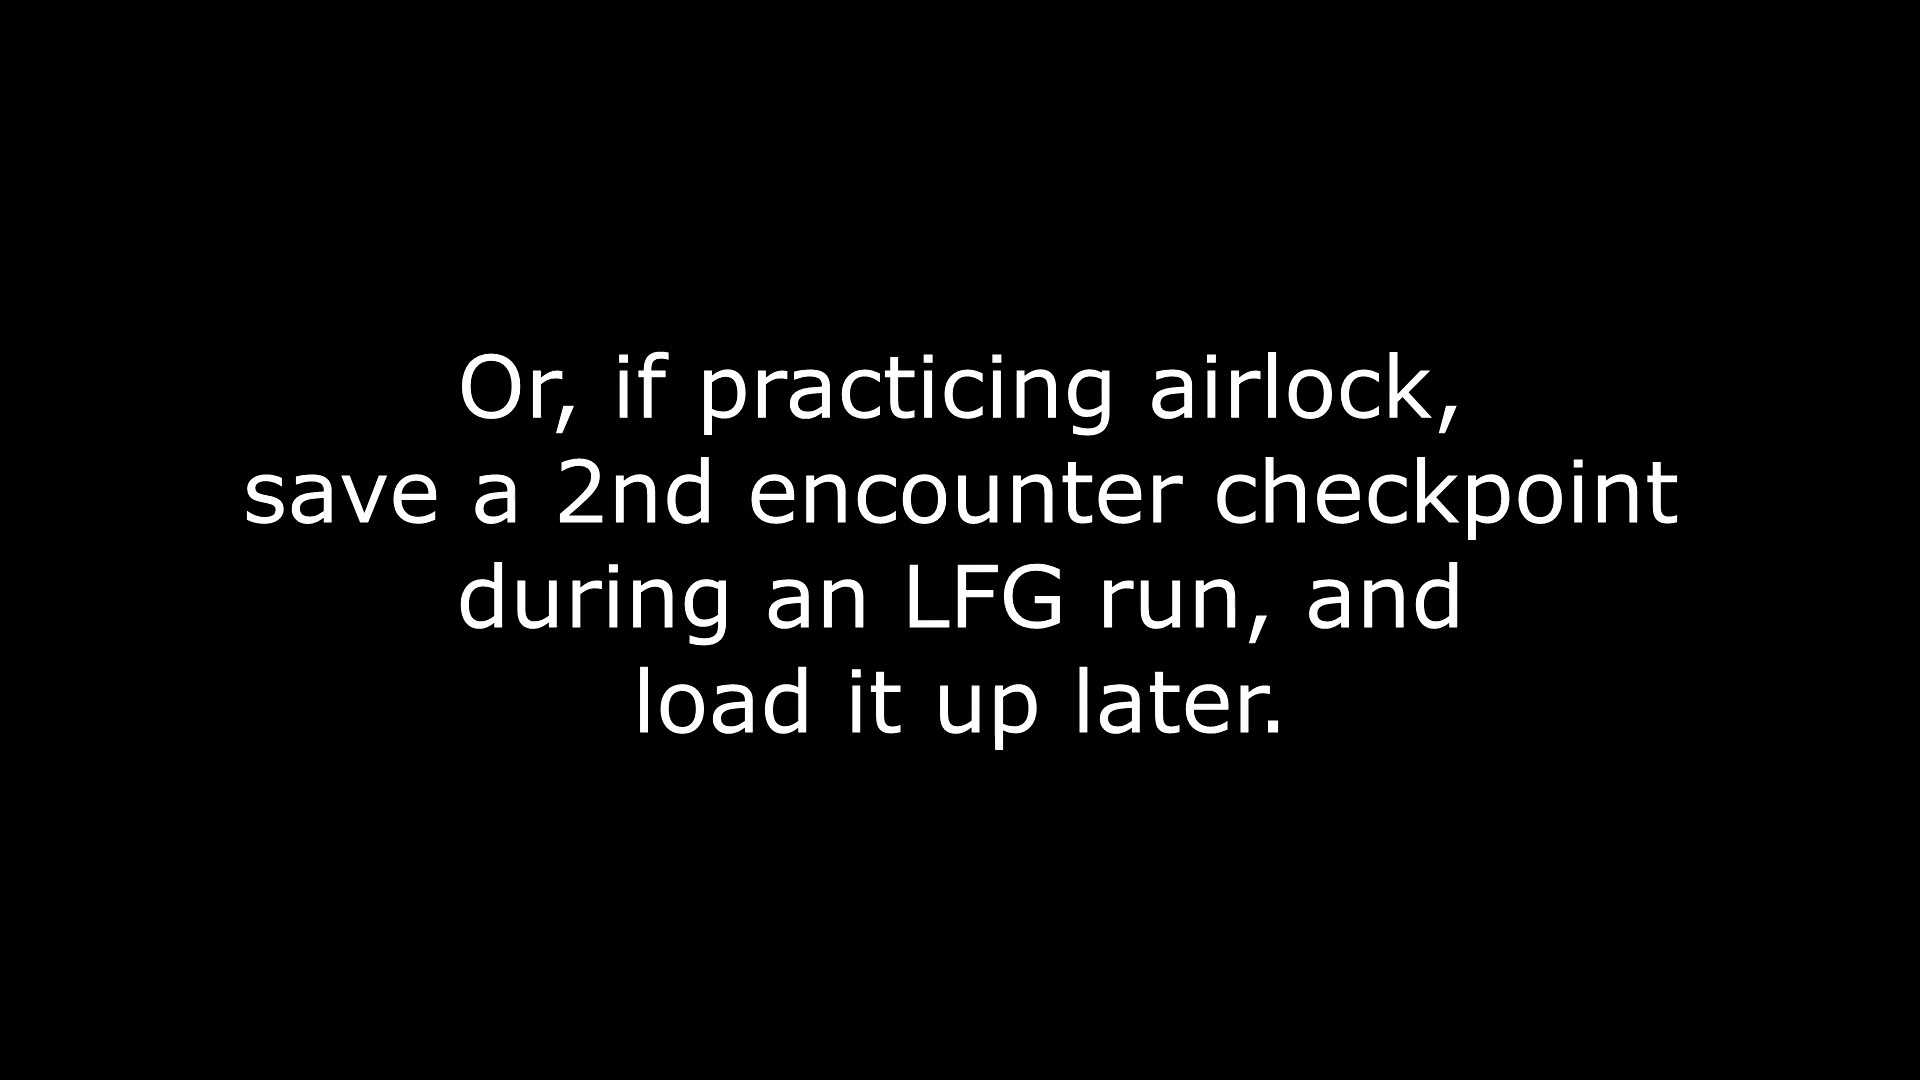 Or, if practicing airlock,
save a 2nd encounter checkpoint
during an LFG run, and
load it up later.